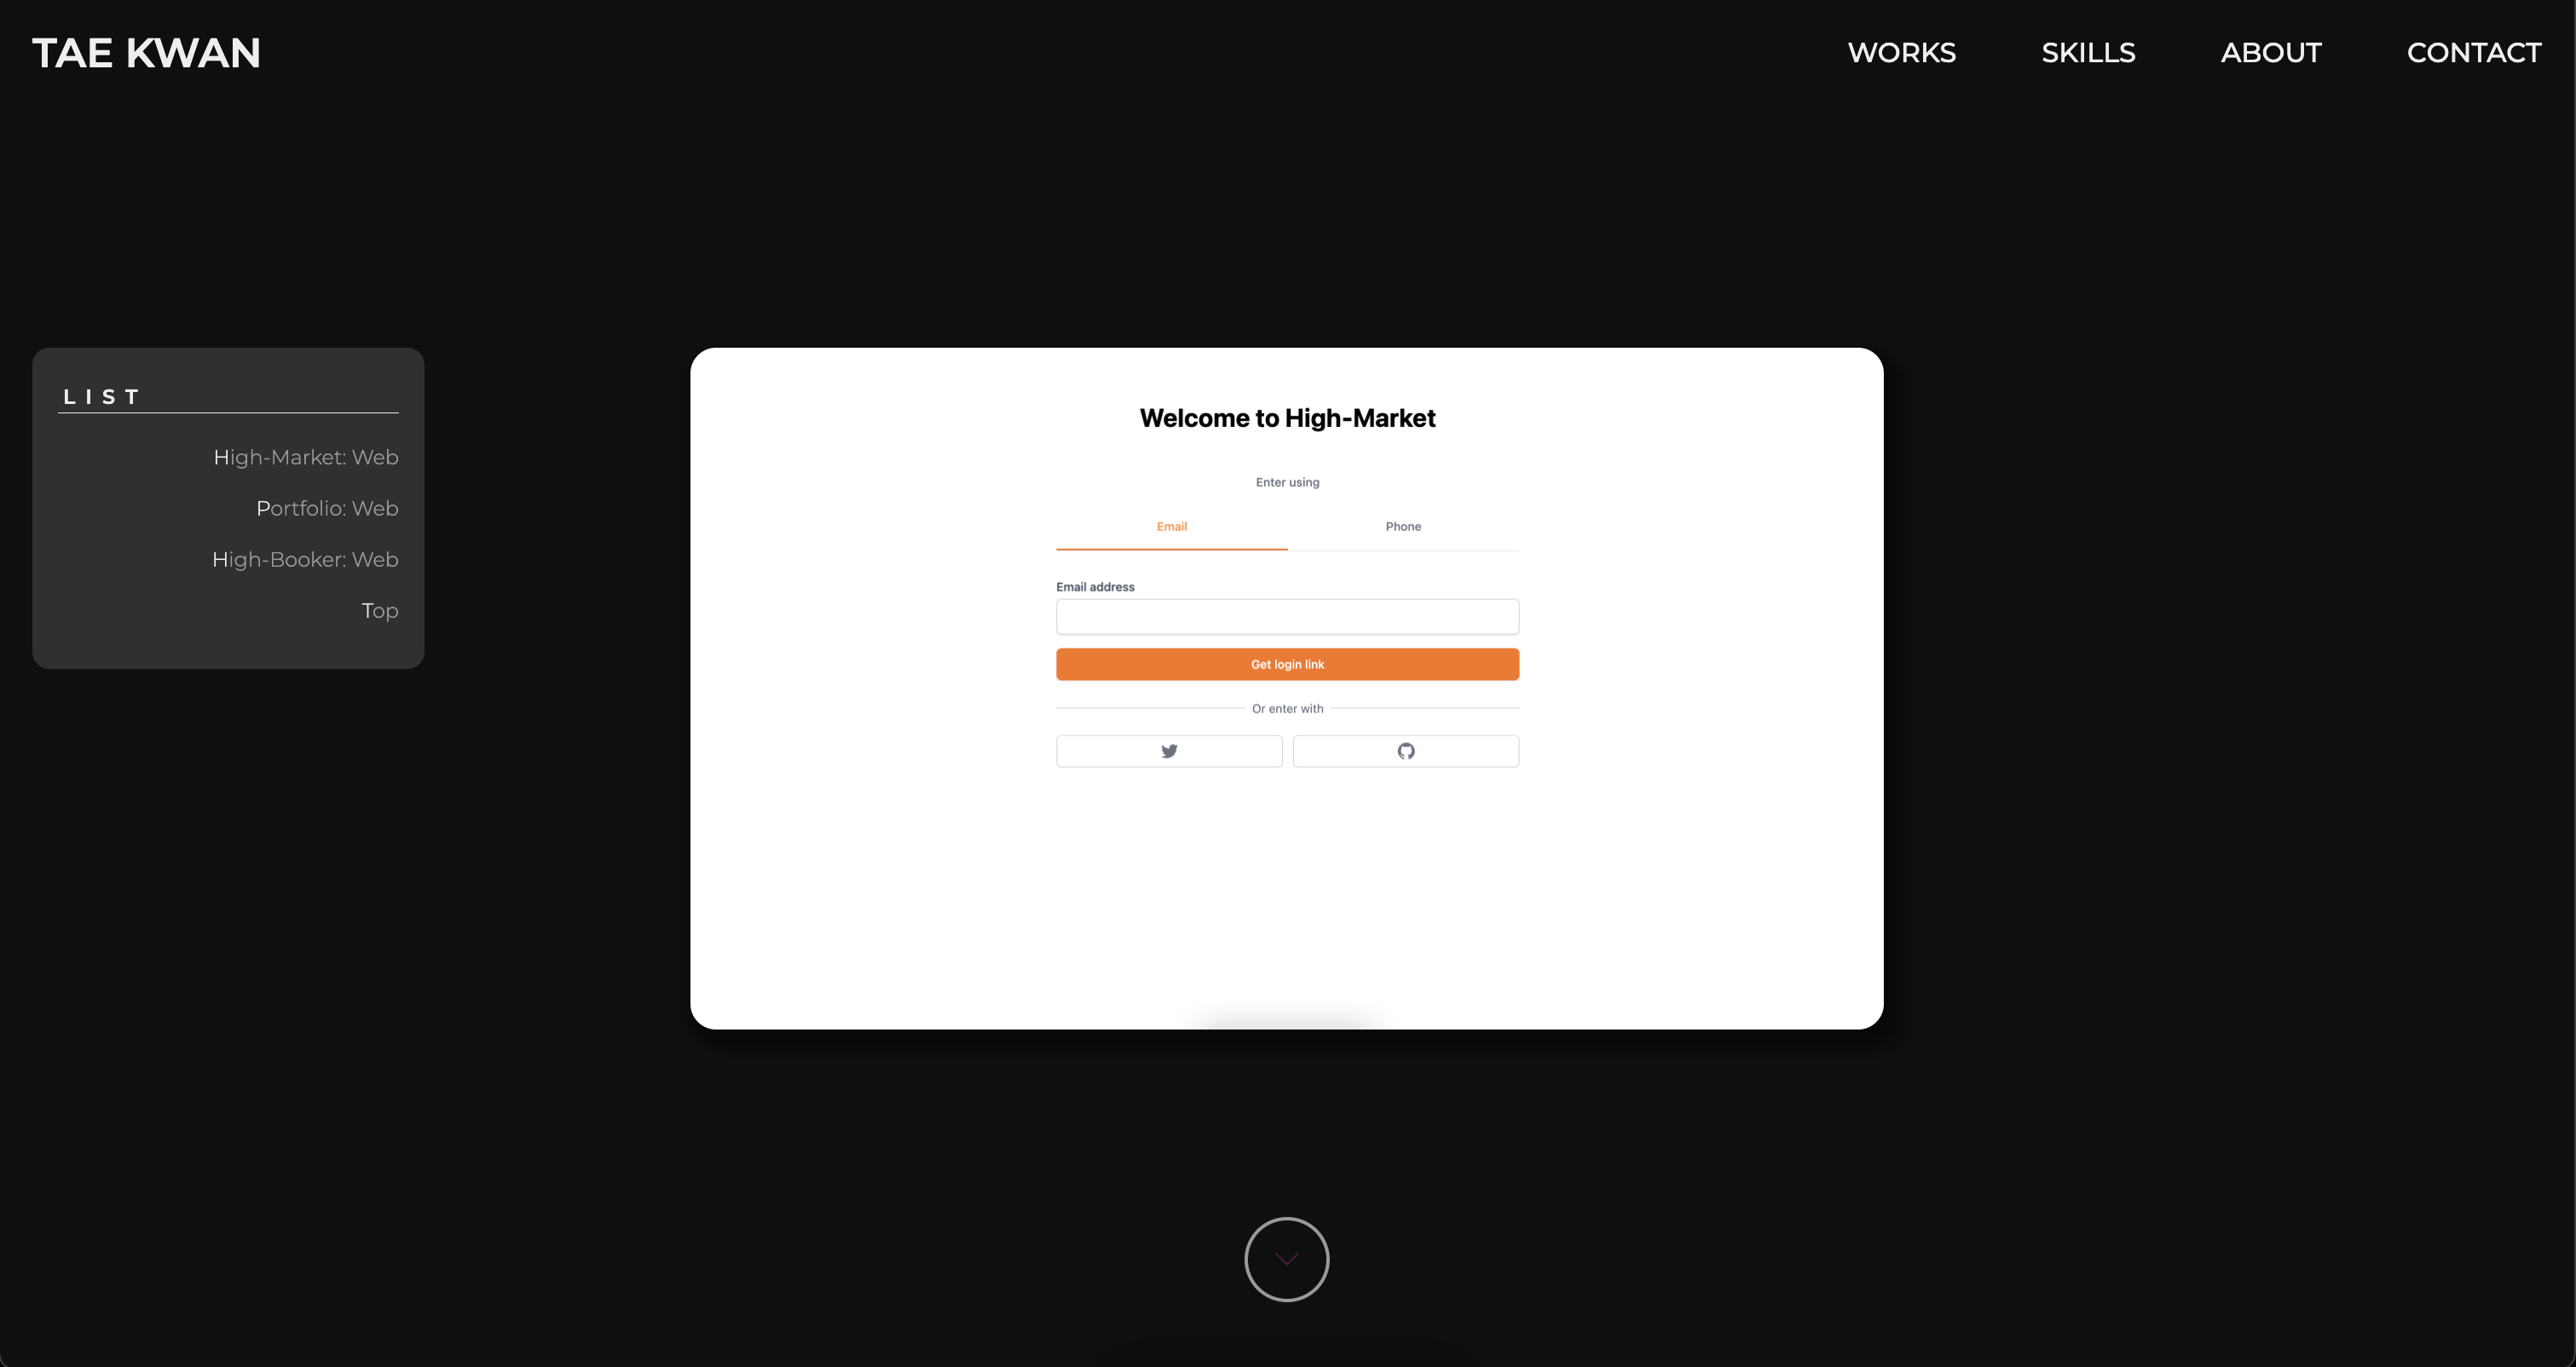 TAE KWAN
WORKS SKILLS ABOUT CONTACT
LIST
High-Market: Web
Portfolio: Web
High-Booker: Web
Top
Welcome to High-Market
Enter using
Email Phone
Email address
Get login link
Or enter with